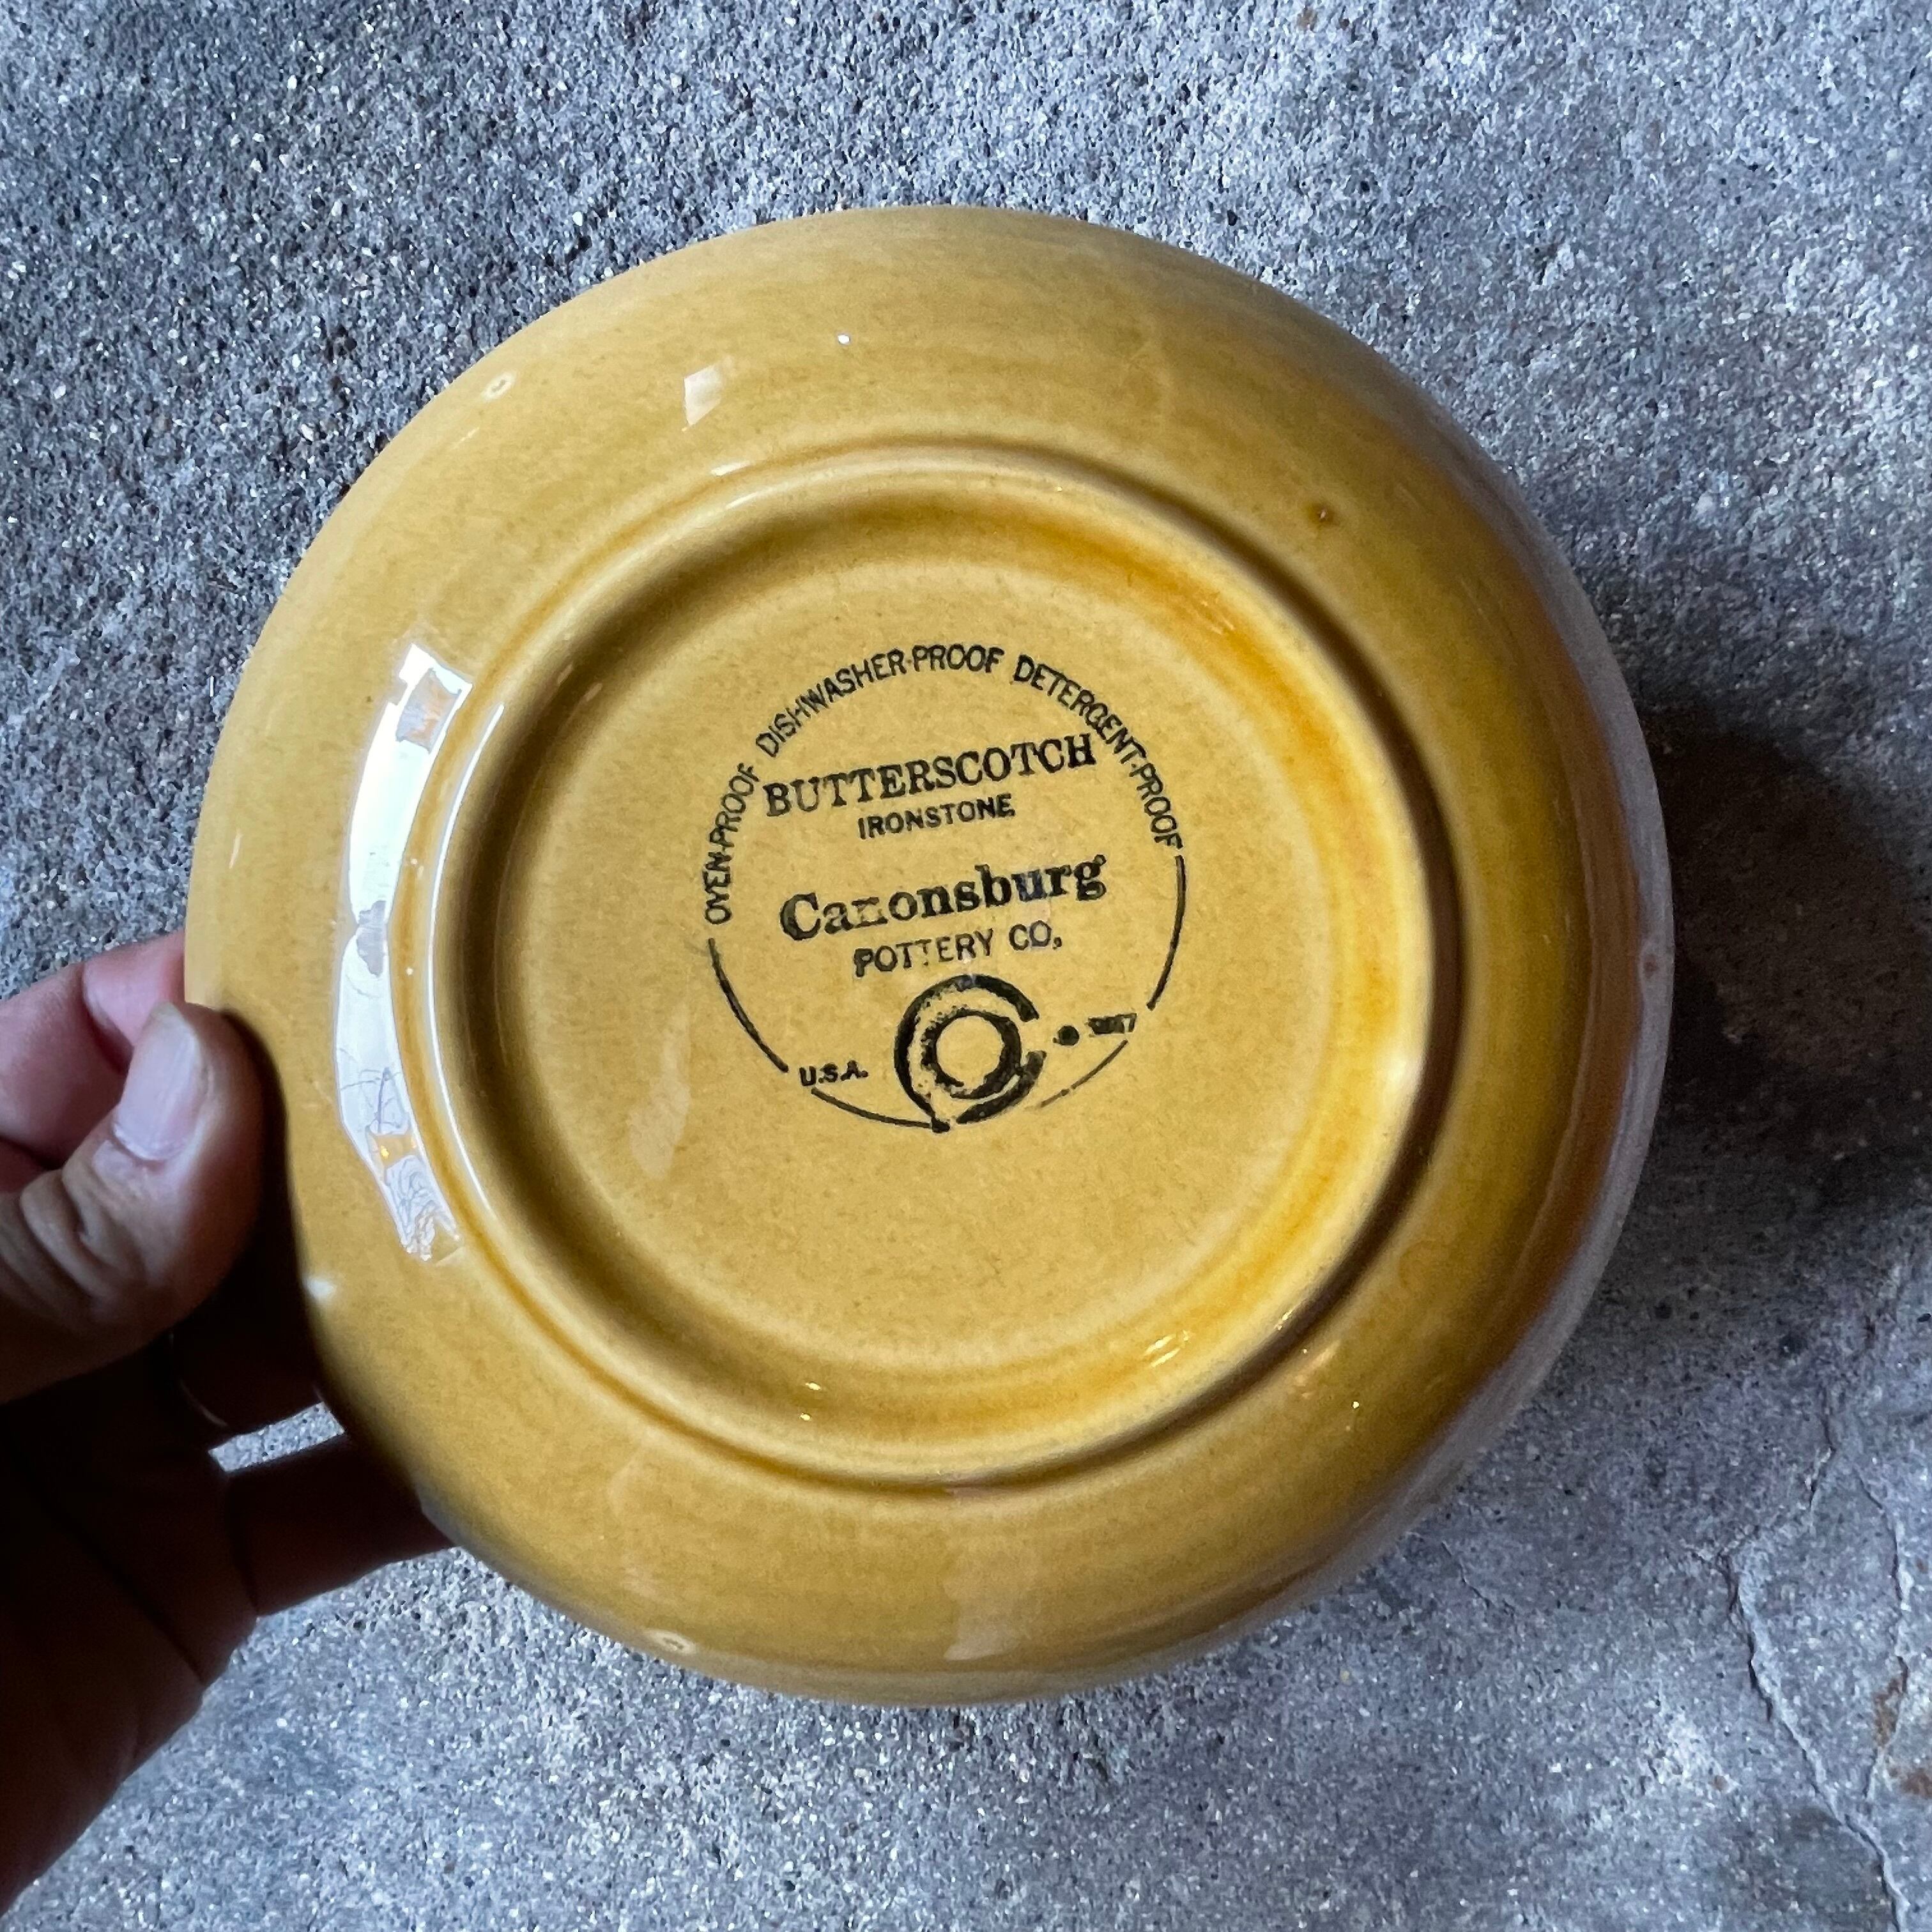 OVEN-PROOF DISHWASHER-PROOF DETERGENT-PROOF
BUTTERSCOTCH
IRONSTONE
Canonsburg
POTTERY CO.
U.S.A.